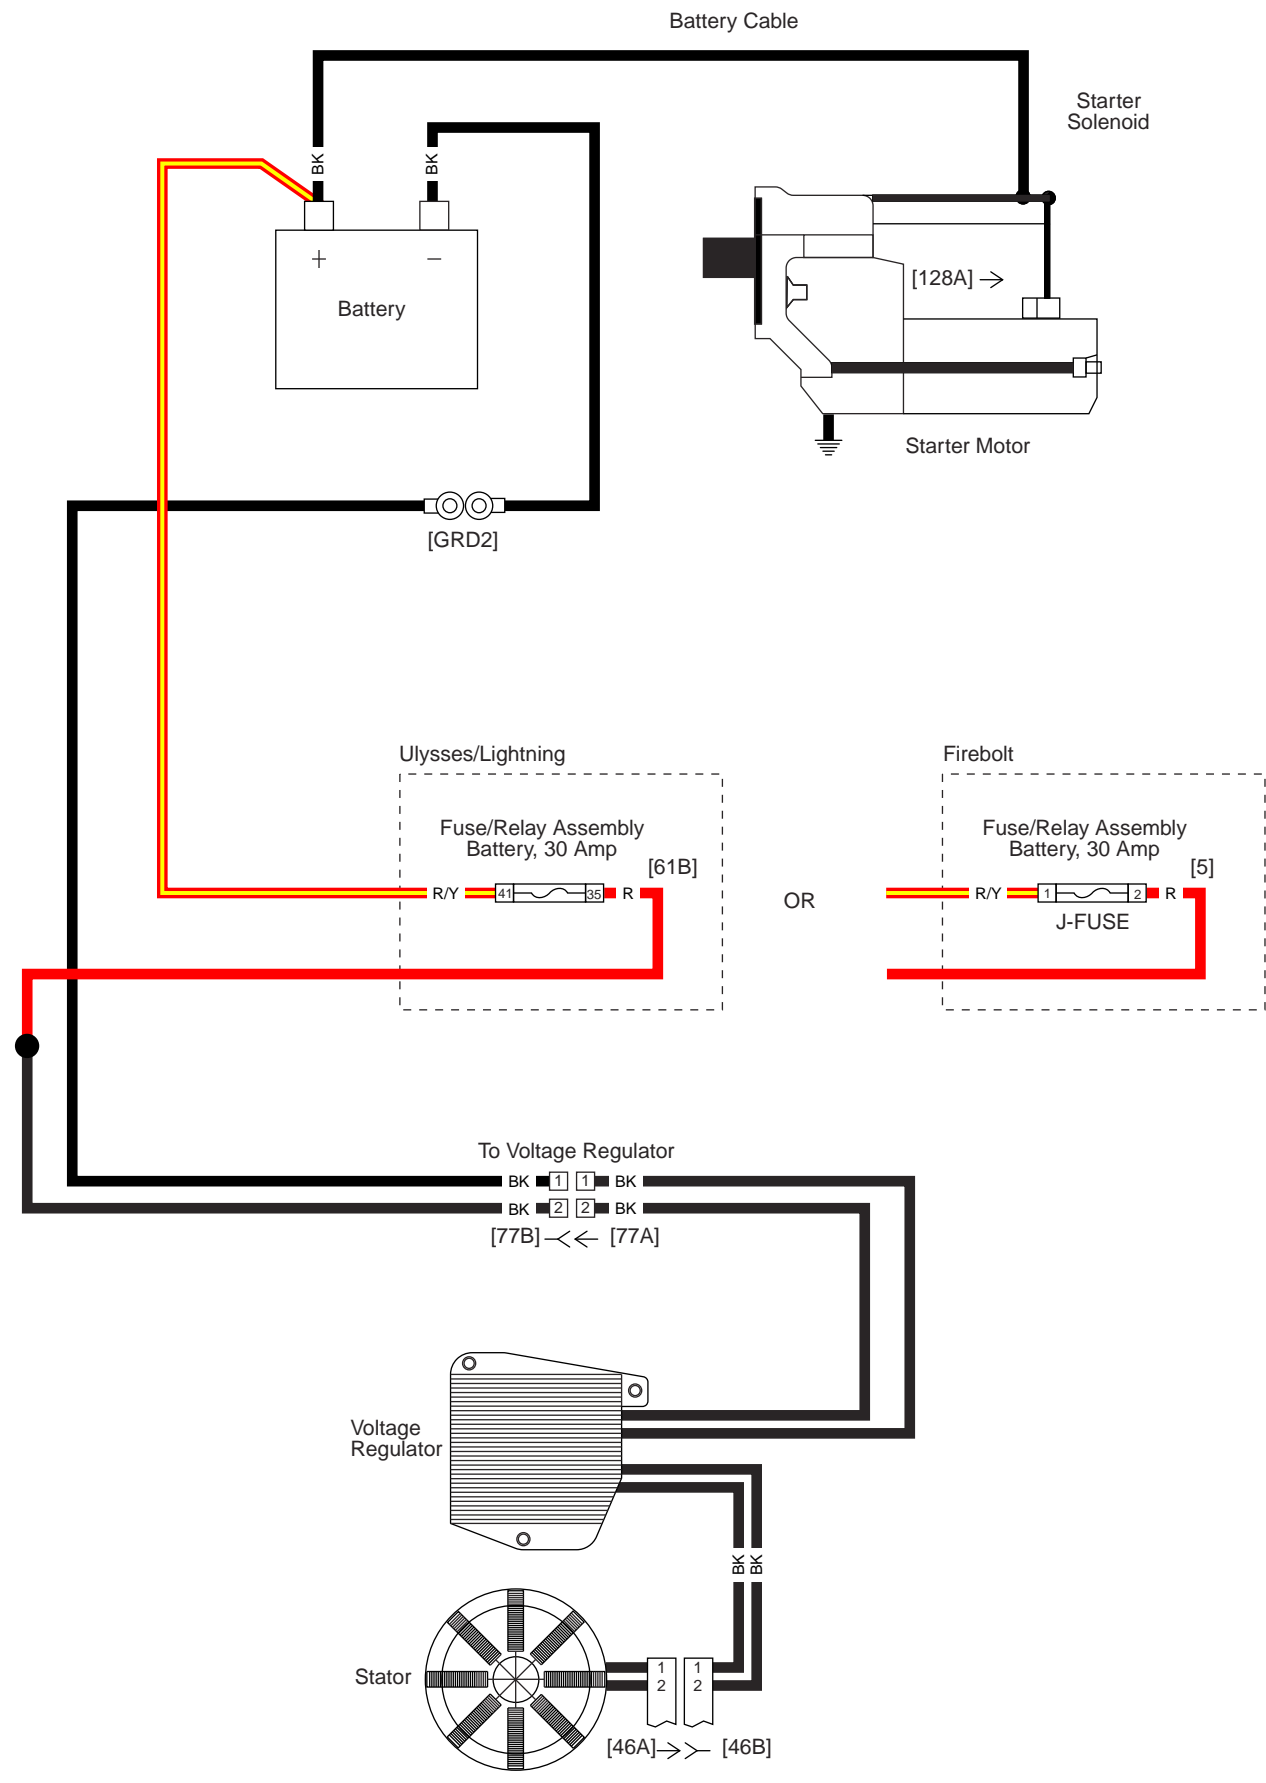 Battery Cable
Starter
Solenoid
BK
BK
+
−
Battery
[128A]
Starter Motor
[GRD2]
Ulysses/Lightning
Firebolt
Fuse/Relay Assembly
Battery, 30 Amp
[61B]
R/Y
41
35
R
OR
Fuse/Relay Assembly
Battery, 30 Amp
[5]
R/Y
1
2
R
J-FUSE
To Voltage Regulator
BK 1 1 BK
BK 2 2 BK
[77B] [77A]
Voltage
Regulator
BK
BK
Stator
1 1
2 2
[46A] [46B]